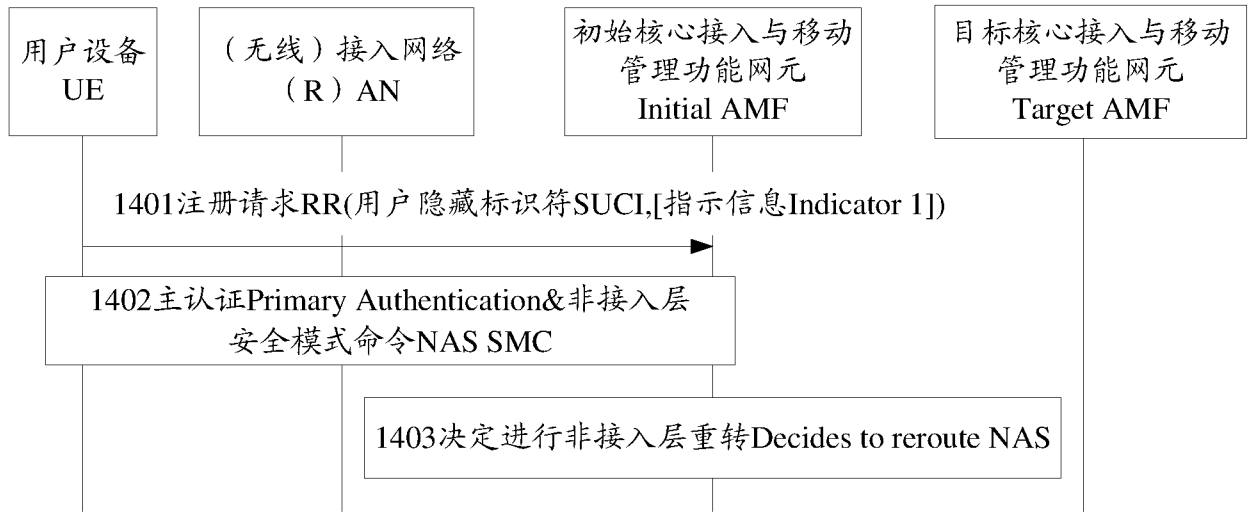 用户设备
UE
（无线）接入网络
（R）AN
初始核心接入与移动
管理功能网元
Initial AMF
目标核心接入与移动
管理功能网元
Target AMF
1401注册请求RR(用户隐藏标识符SUCI,[指示信息Indicator 1])
1402主认证Primary Authentication&非接入层
安全模式命令NAS SMC
1403决定进行非接入层重转Decides to reroute NAS